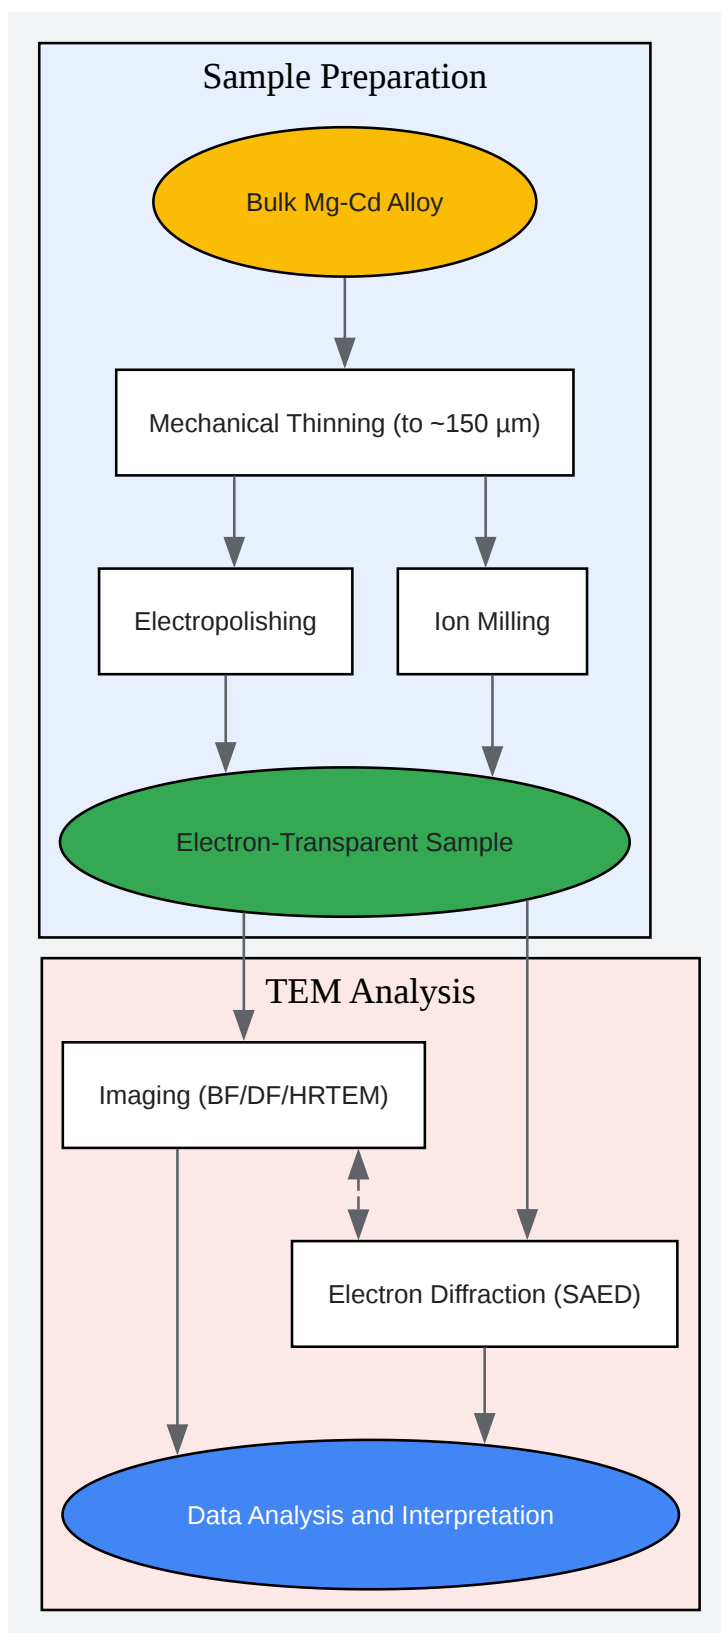 Sample Preparation
Bulk Mg-Cd Alloy
Mechanical Thinning (to ~150 µm)
Electropolishing
Ion Milling
Electron-Transparent Sample
TEM Analysis
Imaging (BF/DF/HRTEM)
Electron Diffraction (SAED)
Data Analysis and Interpretation